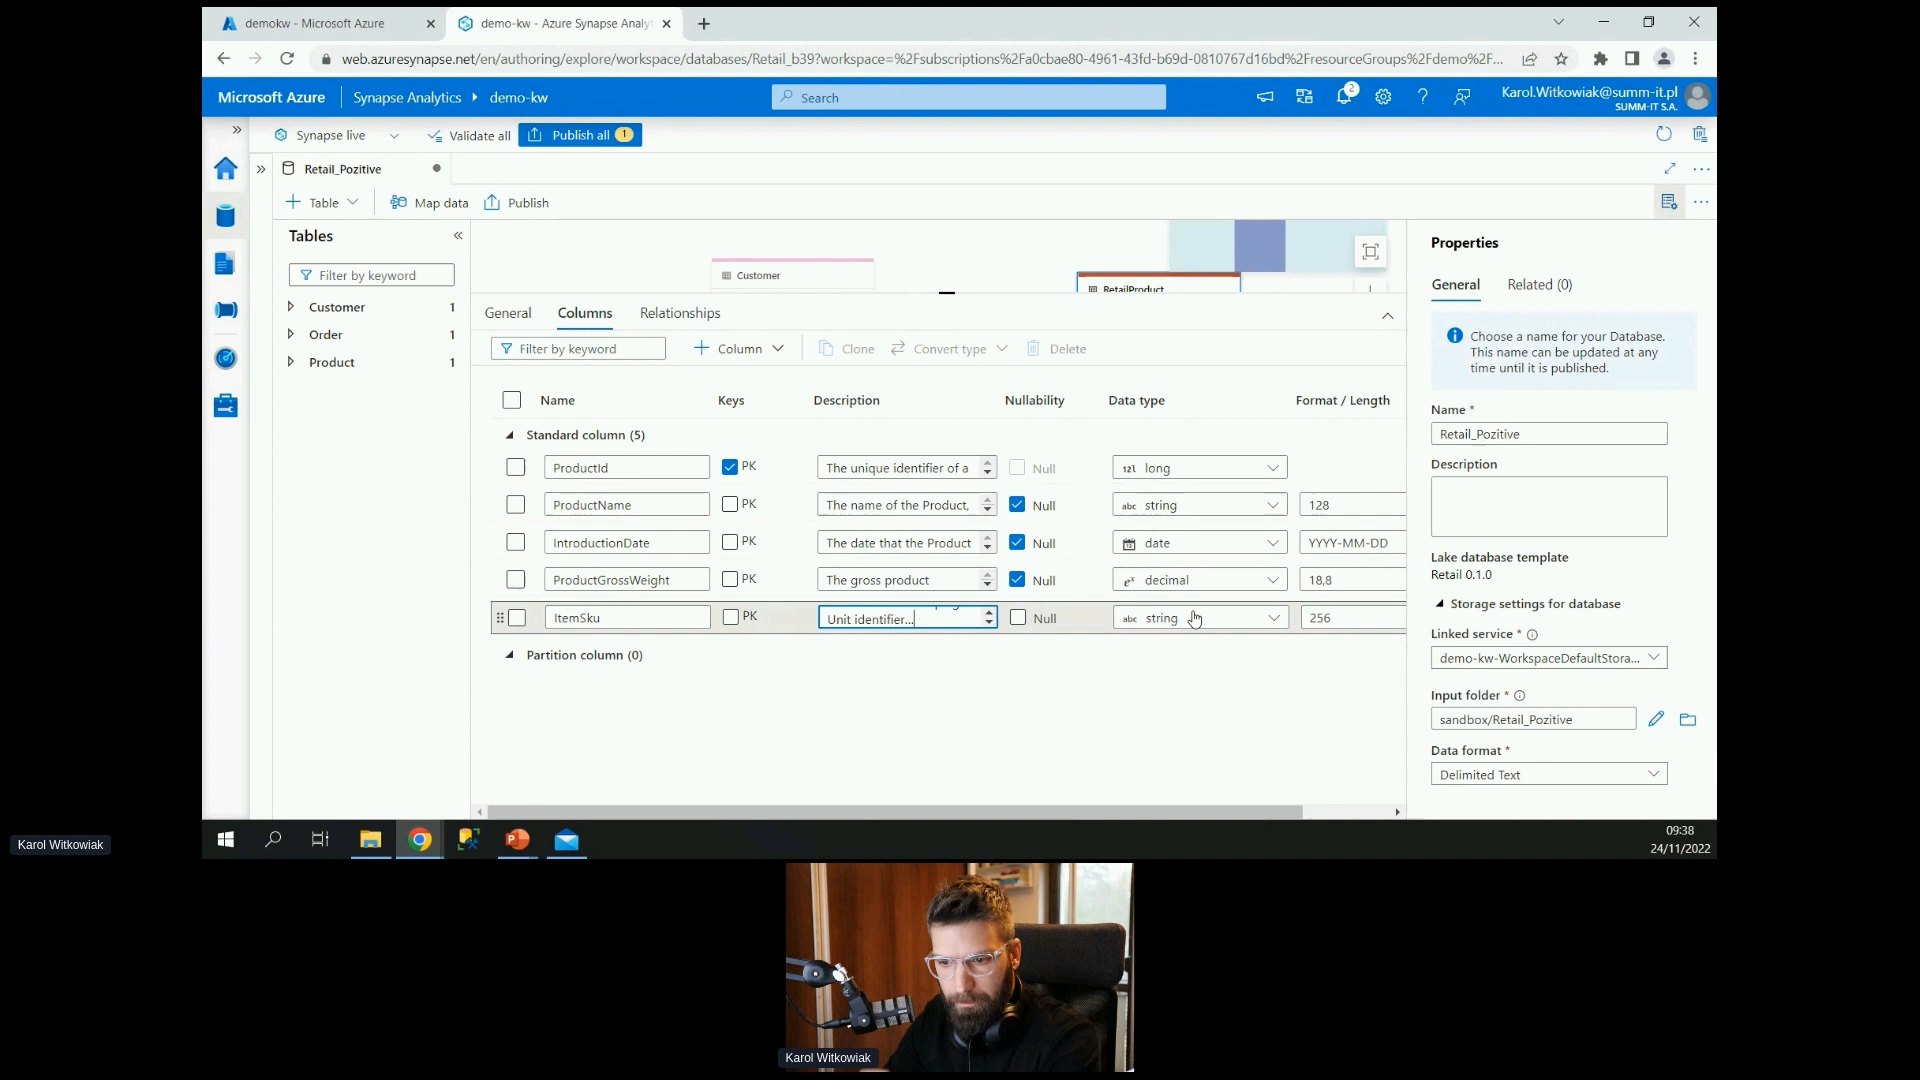 demokw - Microsoft Azure
demo-kw - Azure Synapse Analy
web.azuresynapse.net/en/authoring/explore/workspace/databases/Retail_b39?workspace=%2Fsubscriptions%2Fa0cbae80-4961-43fd-b69d-0810767d16bd%2FresourceGroups%2Fdemo%2F...
Microsoft Azure
Synapse Analytics
demo-kw
Search
2
Karol.Witkowiak@summ-it.pl
SUMM-IT S.A.
Synapse live
Validate all
Publish all 1
Retail_Pozitive
Table
Map data
Publish
Tables
Filter by keyword
Customer 1
Order 1
Product 1
Customer
RetailProduct
General
Columns
Relationships
Filter by keyword
Column
Clone
Convert type
Delete
Name Keys Description Nullability Data type Format / Length
Standard column (5)
ProductId PK The unique identifier of a Null 12l long
ProductName PK The name of the Product, Null abc string 128
IntroductionDate PK The date that the Product Null date YYYY-MM-DD
ProductGrossWeight PK The gross product Null eˣ decimal 18,8
ItemSku PK Unit identifier... Null abc string 256
Partition column (0)
Properties
General
Related (0)
Choose a name for your Database.
This name can be updated at any
time until it is published.
Name *
Retail_Pozitive
Description
Lake database template
Retail 0.1.0
Storage settings for database
Linked service *
demo-kw-WorkspaceDefaultStora...
Input folder *
sandbox/Retail_Pozitive
Data format *
Delimited Text
09:38
24/11/2022
Karol Witkowiak
Karol Witkowiak